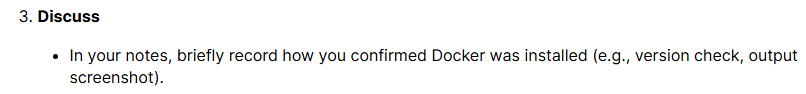 3. Discuss
• In your notes, briefly record how you confirmed Docker was installed (e.g., version check, output
screenshot).